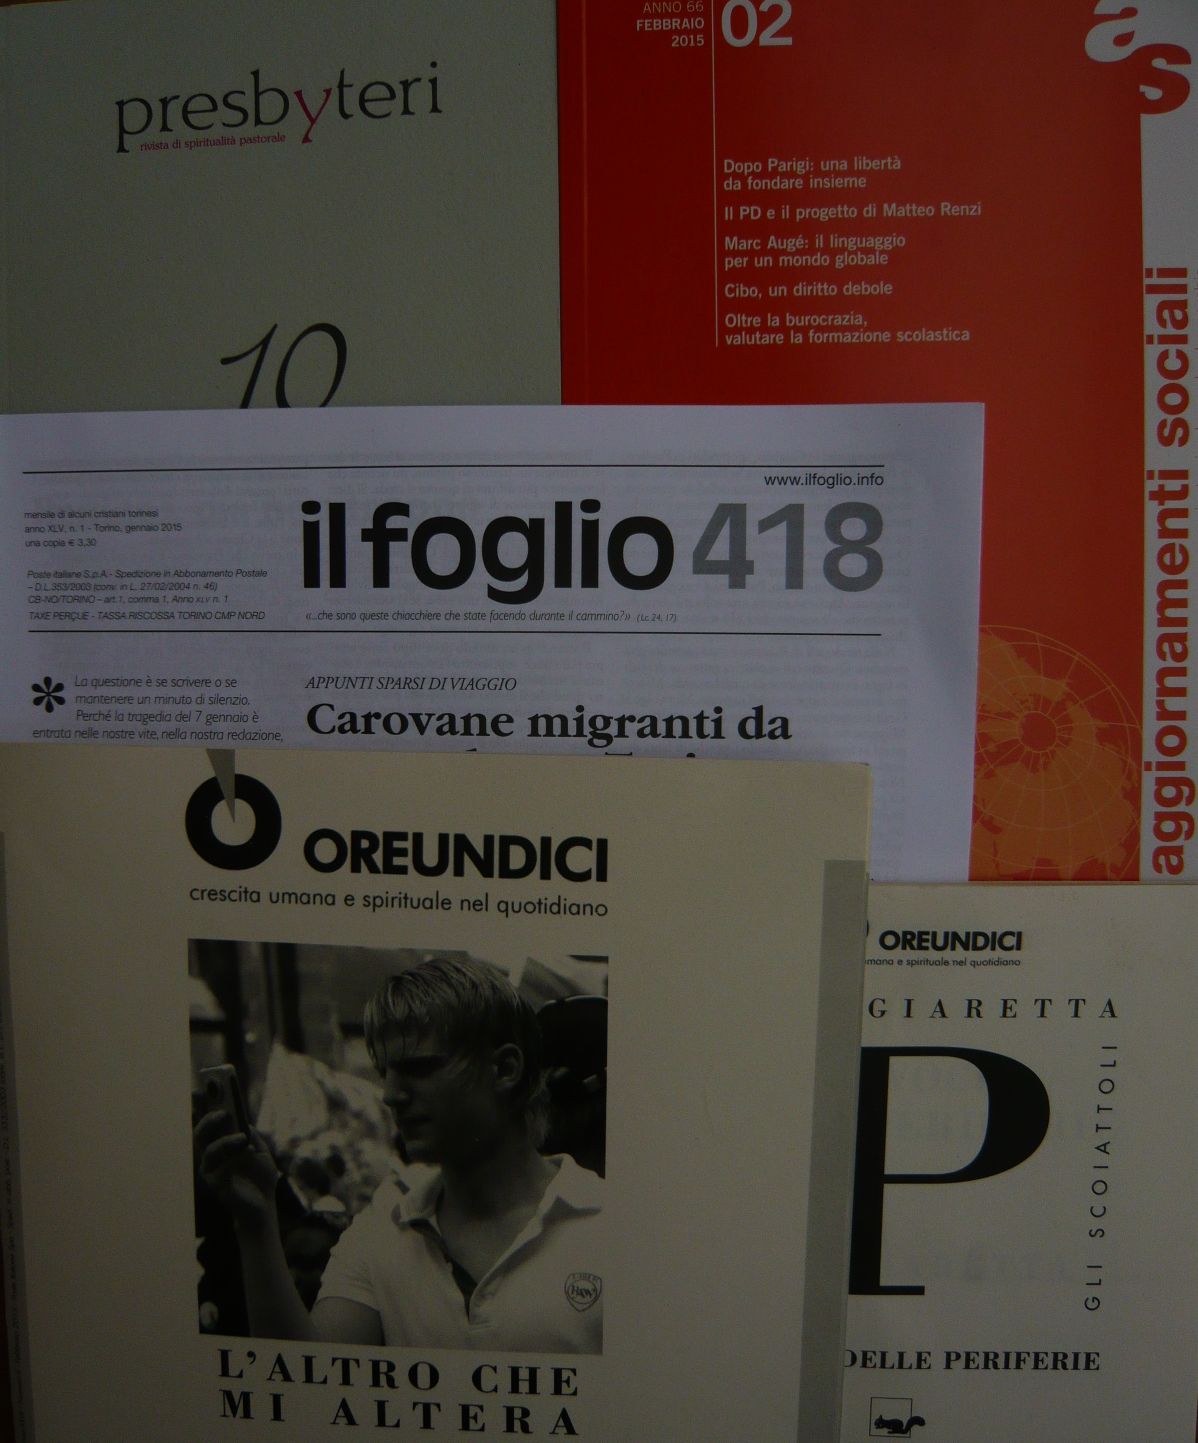 presbyteri
rivista di spiritualità pastorale
10
ANNO 66
FEBBRAIO
2015
02
as
Dopo Parigi: una libertà
da fondare insieme
Il PD e il progetto di Matteo Renzi
Marc Augé: il linguaggio
per un mondo globale
Cibo, un diritto debole
Oltre la burocrazia,
valutare la formazione scolastica
aggiornamenti sociali
www.ilfoglio.info
mensile di alcuni cristiani torinesi
anno XLV, n. 1 - Torino, gennaio 2015
una copia € 3,30
Poste italiane S.p.A.- Spedizione in Abbonamento Postale
– D.L.353/2003 (conv. in L. 27/02/2004 n. 46)
CB-NO/TORINO – art.1, comma 1, Anno XLV n. 1
TAXE PERÇUE - TASSA RISCOSSA TORINO CMP NORD
il foglio 418
«...che sono queste chiacchiere che state facendo durante il cammino?» (Lc. 24, 17)
* La questione è se scrivere o se
mantenere un minuto di silenzio.
Perché la tragedia del 7 gennaio è
entrata nelle nostre vite, nella nostra redazione,
APPUNTI SPARSI DI VIAGGIO
Carovane migranti da
OREUNDICI
crescita umana e spirituale nel quotidiano
L'ALTRO CHE
MI ALTERA
OREUNDICI
mana e spirituale nel quotidiano
GIARETTA
P
GLI SCOIATTOLI
DELLE PERIFERIE